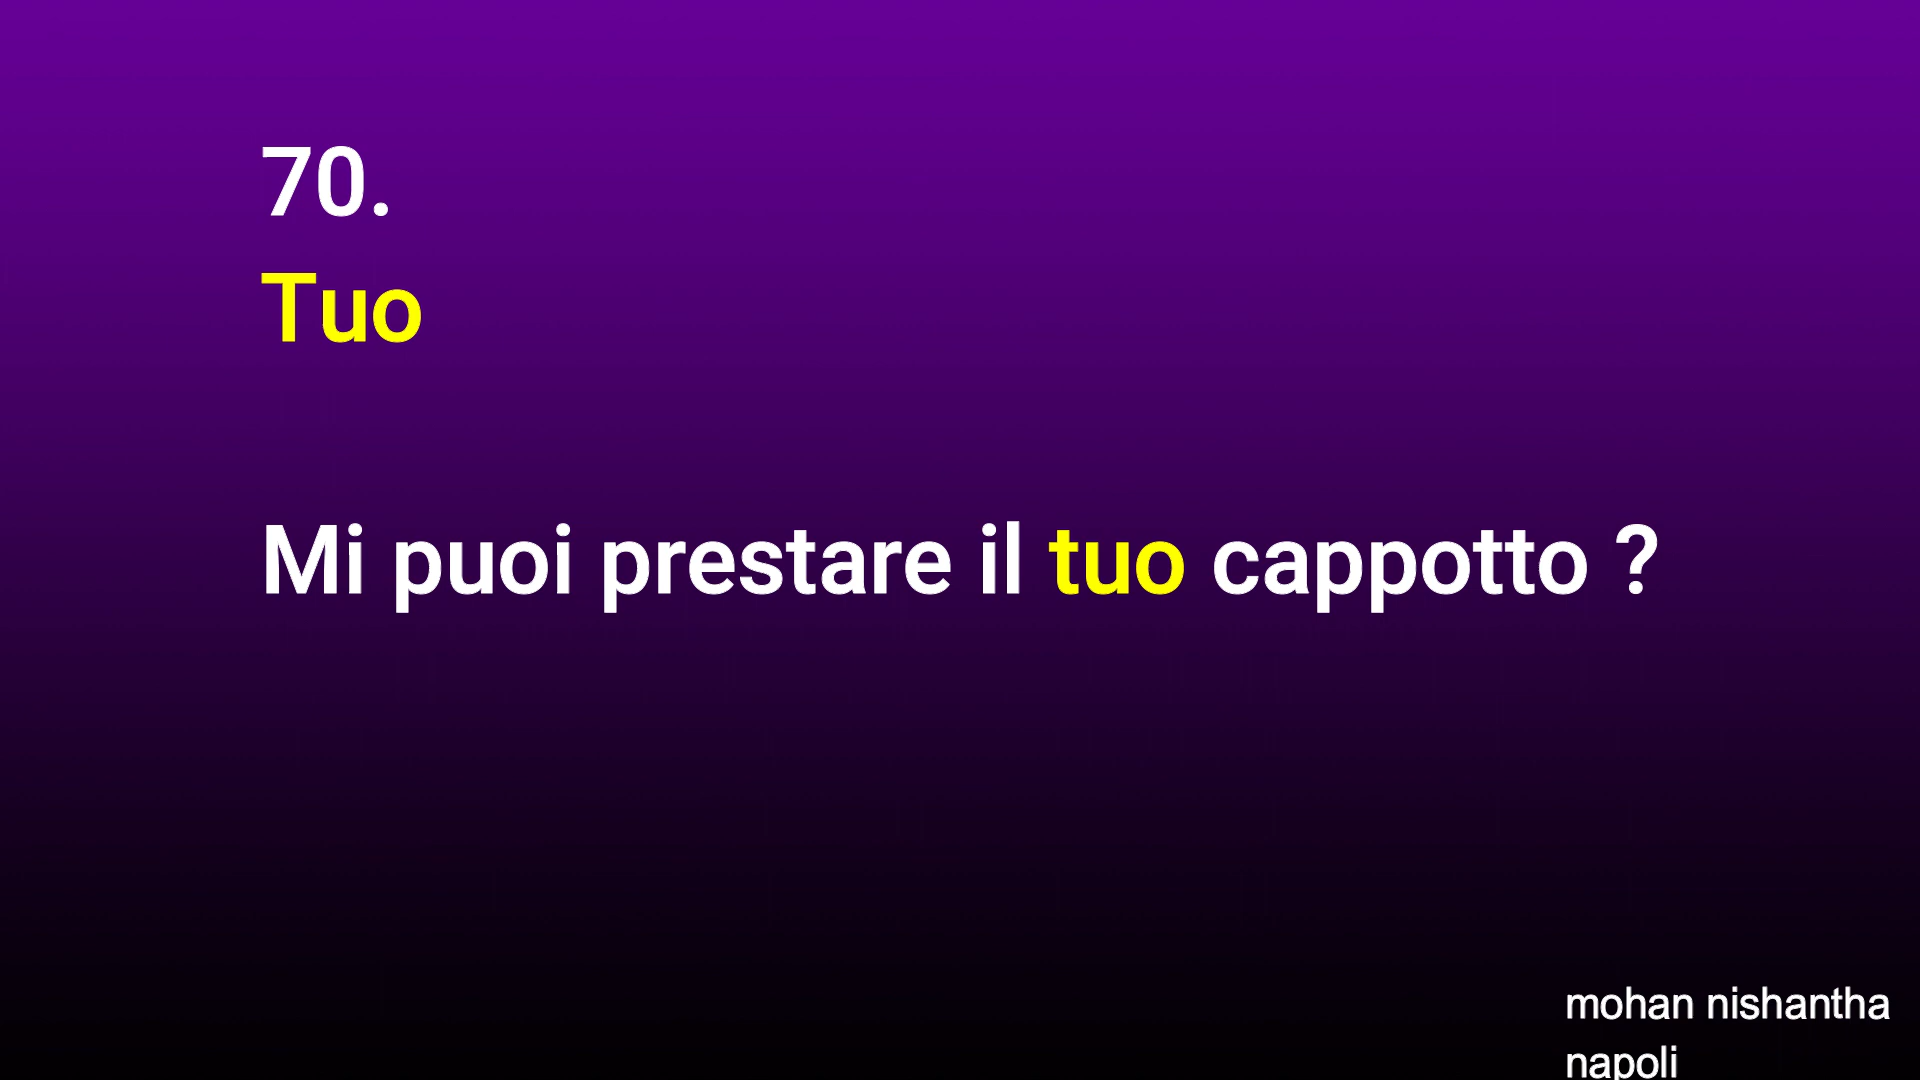 70.
Tuo
Mi puoi prestare il tuo cappotto ?
mohan nishantha
napoli